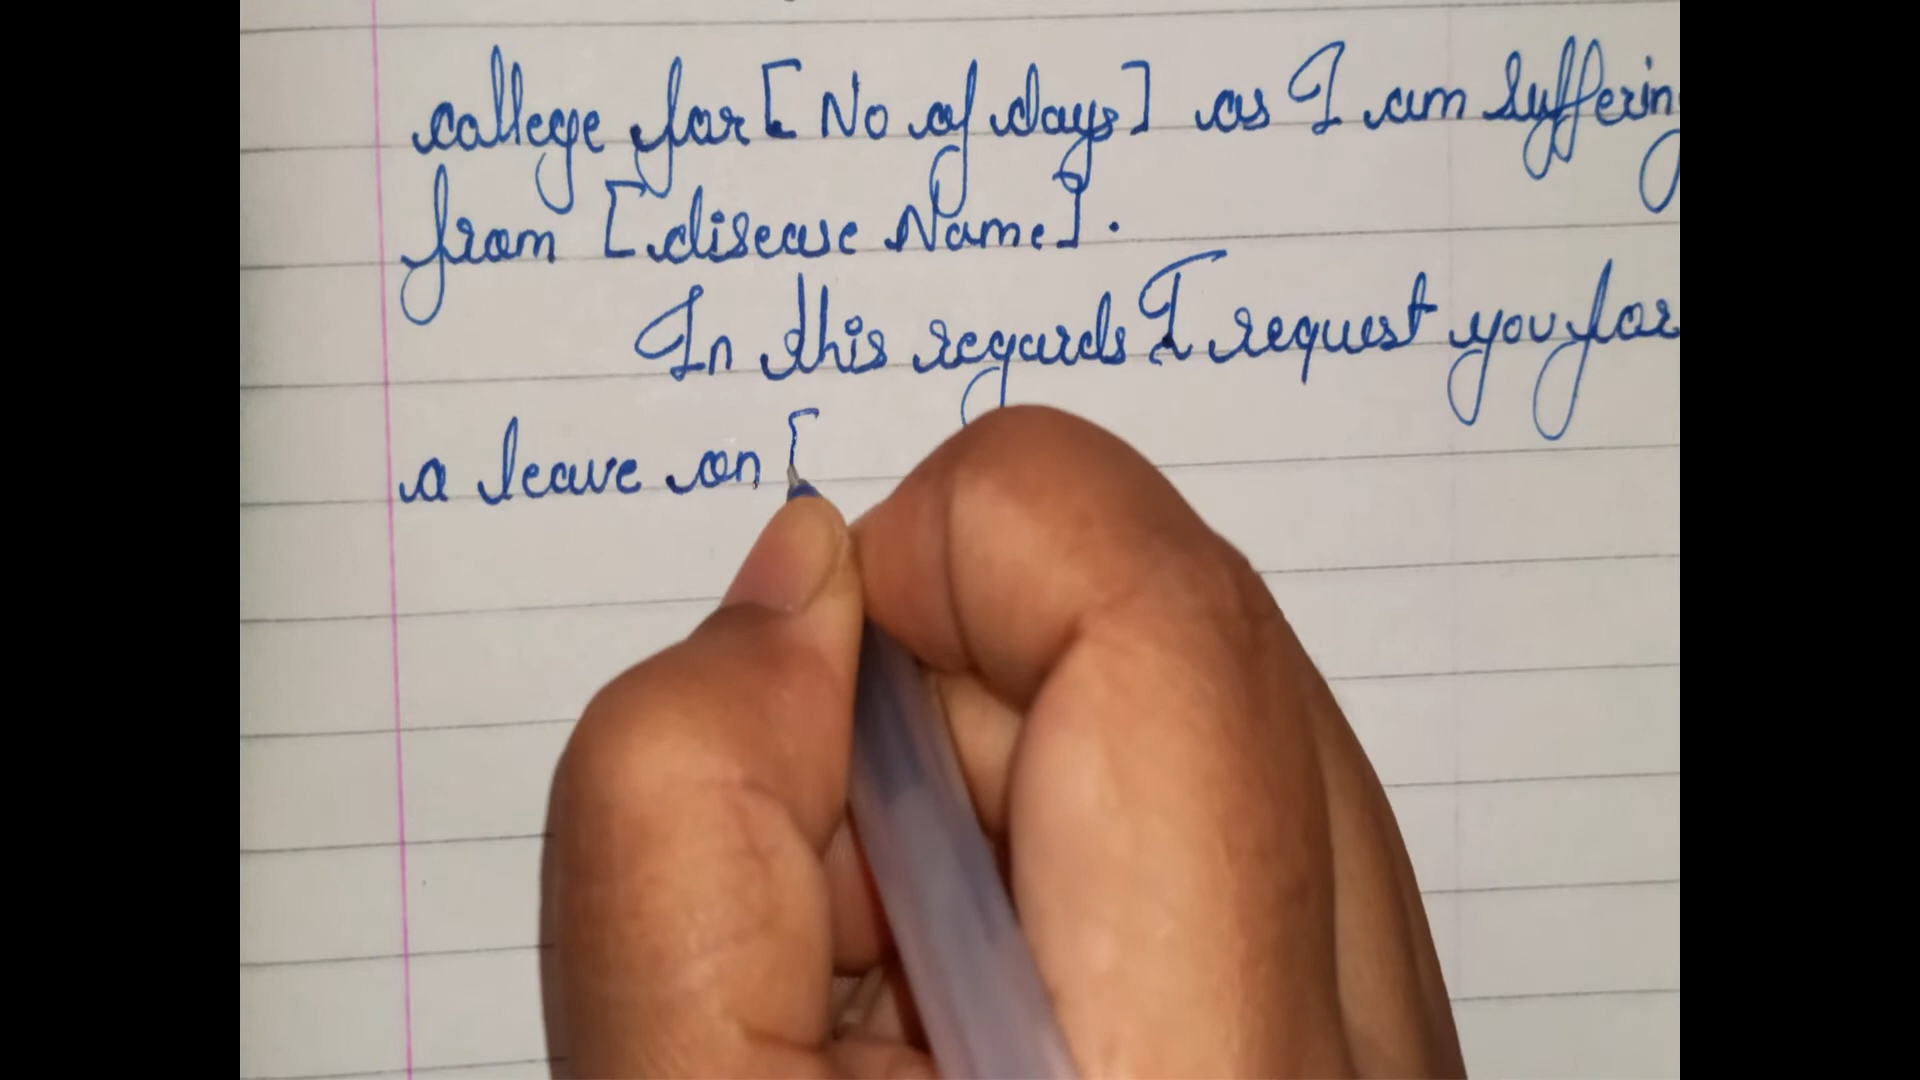 college for [ No of days] as I am suffering
from [disease Name].
In this regards I request you for
a leave on [